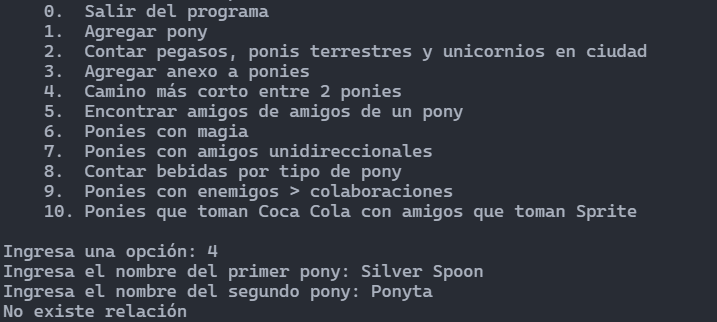 0. Salir del programa
1. Agregar pony
2. Contar pegasos, ponis terrestres y unicornios en ciudad
3. Agregar anexo a ponies
4. Camino más corto entre 2 ponies
5. Encontrar amigos de amigos de un pony
6. Ponies con magia
7. Ponies con amigos unidireccionales
8. Contar bebidas por tipo de pony
9. Ponies con enemigos > colaboraciones
10. Ponies que toman Coca Cola con amigos que toman Sprite
Ingresa una opción: 4
Ingresa el nombre del primer pony: Silver Spoon
Ingresa el nombre del segundo pony: Ponyta
No existe relación